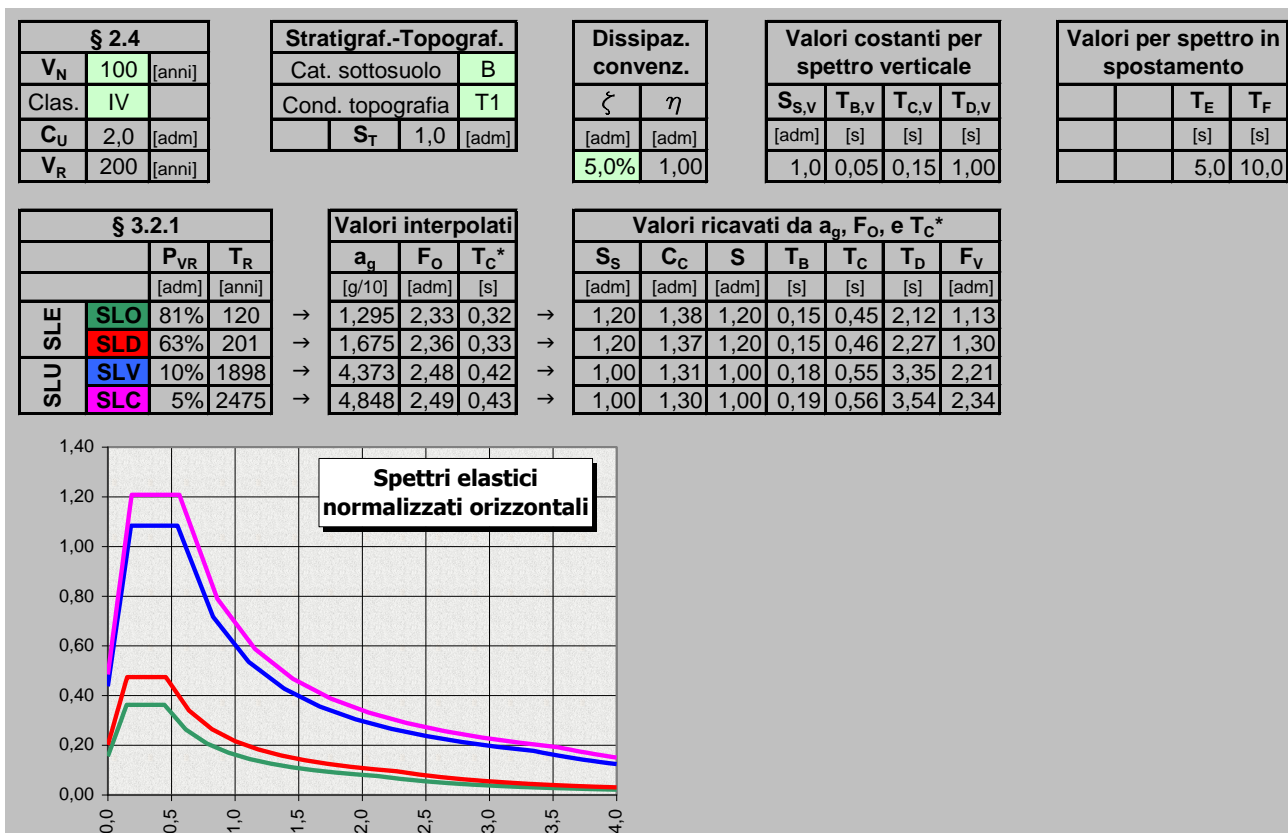 § 2.4
V_N 100 [anni]
Clas. IV
C_U 2,0 [adm]
V_R 200 [anni]
Stratigraf.-Topograf.
Cat. sottosuolo B
Cond. topografia T1
S_T 1,0 [adm]
Dissipaz.
convenz.
ζ η
[adm] [adm]
5,0% 1,00
Valori costanti per
spettro verticale
S_S,V T_B,V T_C,V T_D,V
[adm] [s] [s] [s]
1,0 0,05 0,15 1,00
Valori per spettro in
spostamento
T_E T_F
[s] [s]
5,0 10,0
§ 3.2.1
P_VR T_R
[adm] [anni]
SLE
SLO 81% 120 →
SLD 63% 201 →
SLU
SLV 10% 1898 →
SLC 5% 2475 →
Valori interpolati
a_g F_O T_C*
[g/10] [adm] [s]
1,295 2,33 0,32 →
1,675 2,36 0,33 →
4,373 2,48 0,42 →
4,848 2,49 0,43 →
Valori ricavati da a_g, F_O, e T_C*
S_S C_C S T_B T_C T_D F_V
[adm] [adm] [adm] [s] [s] [s] [adm]
1,20 1,38 1,20 0,15 0,45 2,12 1,13
1,20 1,37 1,20 0,15 0,46 2,27 1,30
1,00 1,31 1,00 0,18 0,55 3,35 2,21
1,00 1,30 1,00 0,19 0,56 3,54 2,34
Spettri elastici
normalizzati orizzontali
1,40
1,20
1,00
0,80
0,60
0,40
0,20
0,00
0,0 0,5 1,0 1,5 2,0 2,5 3,0 3,5 4,0